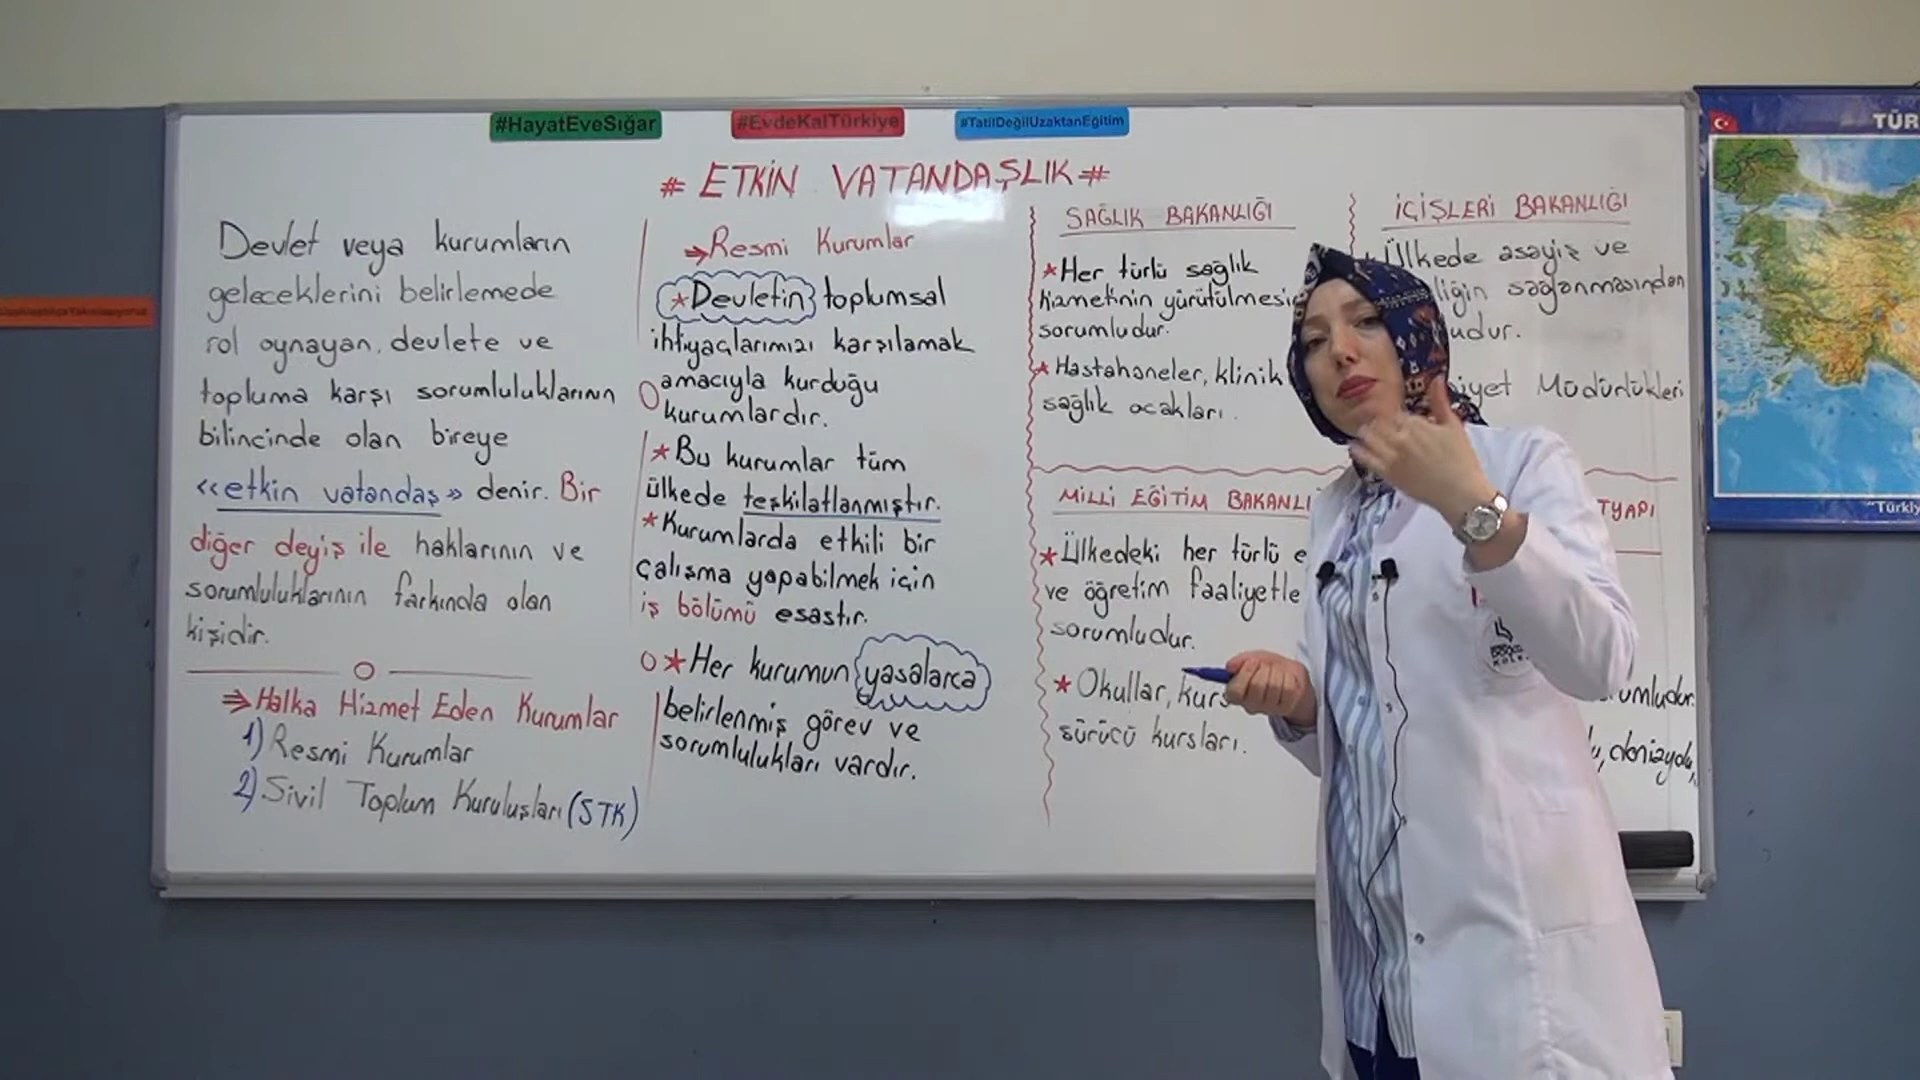 #HayatEveSığar
#EvdeKalTürkiye
#TatilDeğilUzaktanEğitim
# ETKİN VATANDAŞLIK #
Devlet veya kurumların
geleceklerini belirlemede
rol oynayan, devlete ve
topluma karşı sorumluluklarının
bilincinde olan bireye
<<etkin vatandaş>> denir. Bir
diğer deyiş ile haklarının ve
sorumluluklarının farkında olan
kişidir.
⇒ Halka Hizmet Eden Kurumlar
1) Resmi Kurumlar
2) Sivil Toplum Kuruluşları (STK)
⇒ Resmi Kurumlar
* Devletin toplumsal
ihtiyaçlarımızı karşılamak
amacıyla kurduğu
kurumlardır.
* Bu kurumlar tüm
ülkede teşkilatlanmıştır.
* Kurumlarda etkili bir
çalışma yapabilmek için
iş bölümü esastır.
* Her kurumun yasalarca
belirlenmiş görev ve
sorumlulukları vardır.
SAĞLIK BAKANLIĞI
* Her türlü sağlık
hizmetinin yürütülmesi
sorumludur.
* Hastahaneler, klinik
sağlık ocakları.
İÇİŞLERİ BAKANLIĞI
Ülkede asayiş ve
liğin sağlanmasından
udur.
iyet Müdürlükleri
MİLLİ EĞİTİM BAKANLI
* Ülkedeki her türlü e
ve öğretim faaliyetle
sorumludur.
* Okullar, kurs
sürücü kursları.
TYAPI
umludur.
, denizyolu,
TÜR
"Türkiy